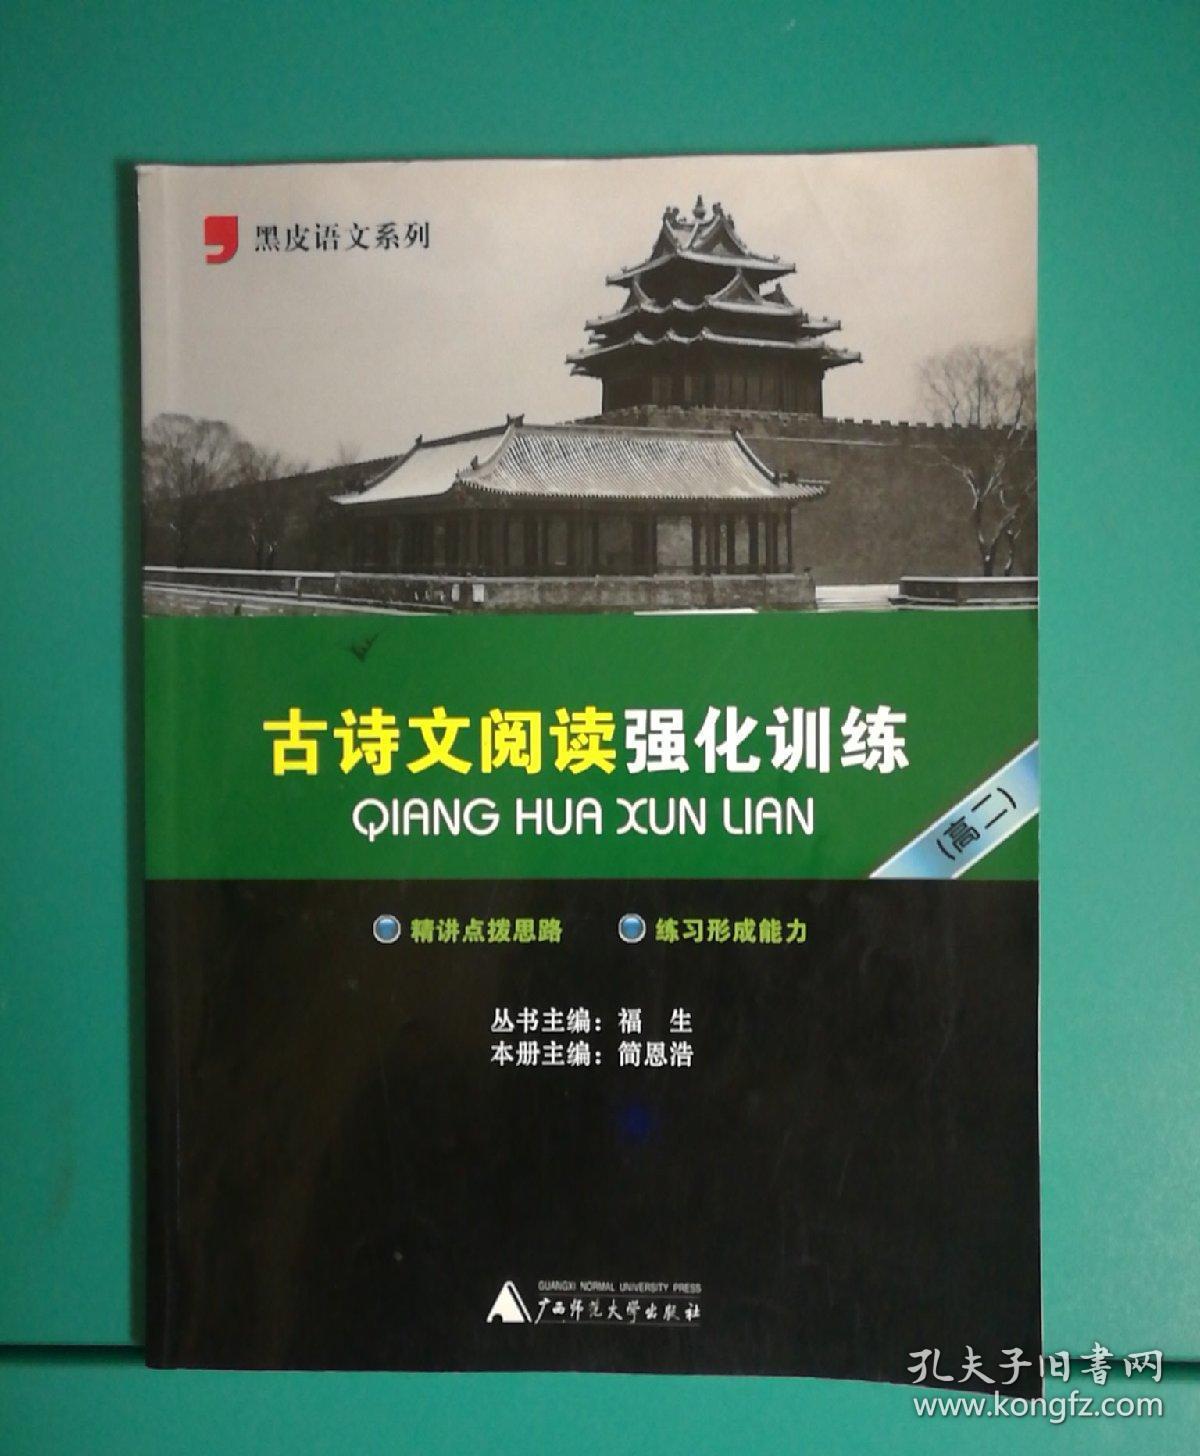 黑皮语文系列
古诗文阅读强化训练
QIANG HUA XUN LIAN
(高二)
精讲点拨思路 练习形成能力
丛书主编：福 生
本册主编：简恩浩
GUANGXI NORMAL UNIVERSITY PRESS
广西师范大学出版社
孔夫子旧書网
www.kongfz.com